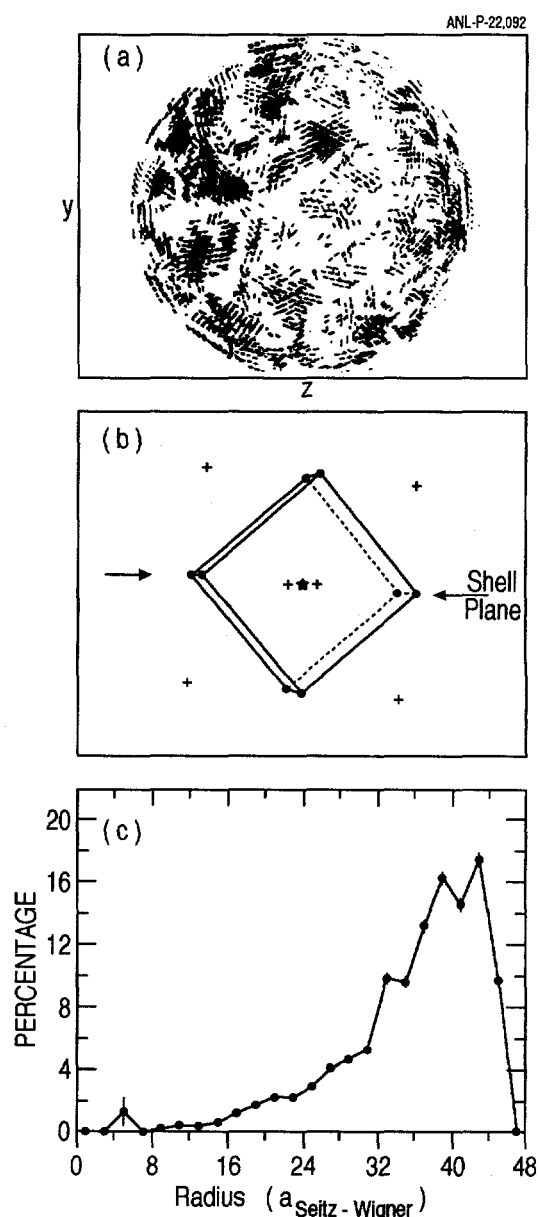 ANL-P-22,092
(a)
y
z
(b)
Shell
Plane
(c)
20
16
12
8
4
0
PERCENTAGE
0 8 16 24 32 40 48
Radius (a Seitz - Wigner)